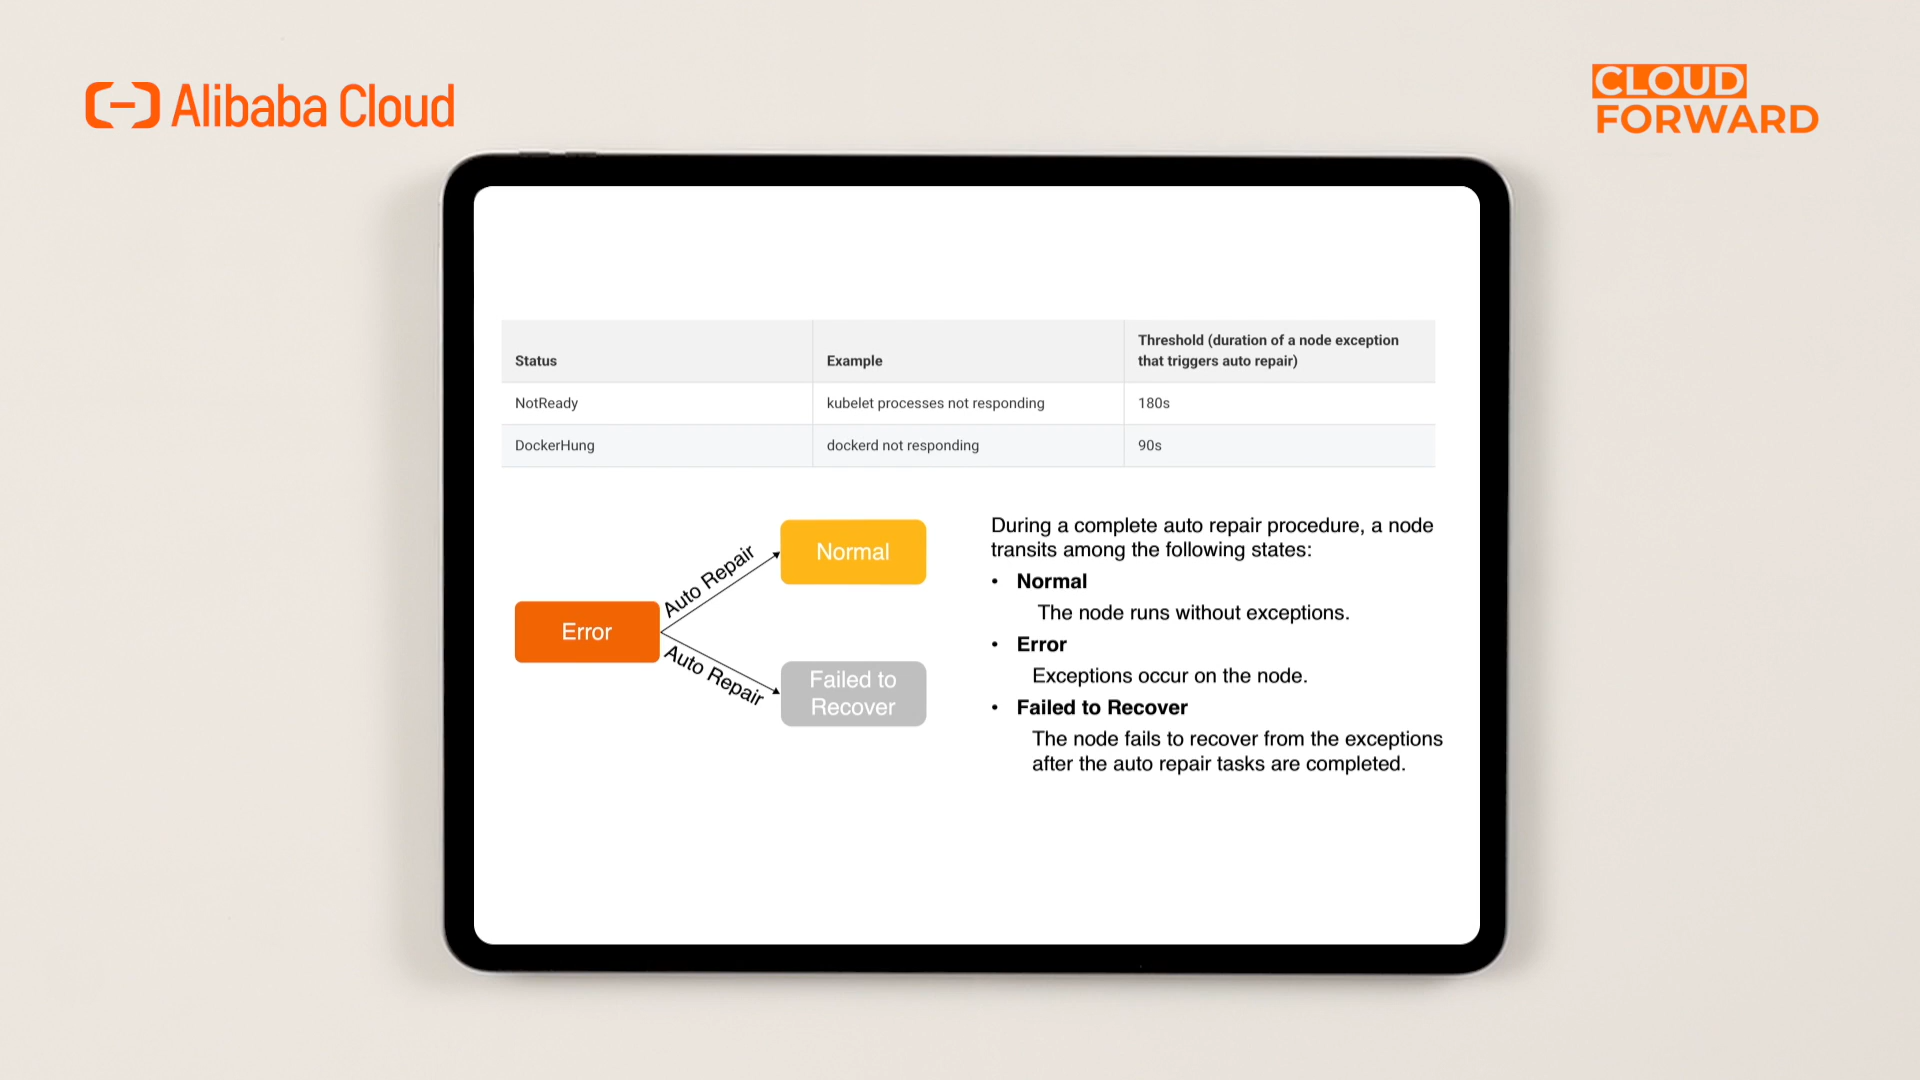 Alibaba Cloud
CLOUD
FORWARD
Status
Example
Threshold (duration of a node exception
that triggers auto repair)
NotReady
kubelet processes not responding
180s
DockerHung
dockerd not responding
90s
Error
Auto Repair
Normal
Auto Repair
Failed to
Recover
During a complete auto repair procedure, a node
transits among the following states:
• Normal
The node runs without exceptions.
• Error
Exceptions occur on the node.
• Failed to Recover
The node fails to recover from the exceptions
after the auto repair tasks are completed.